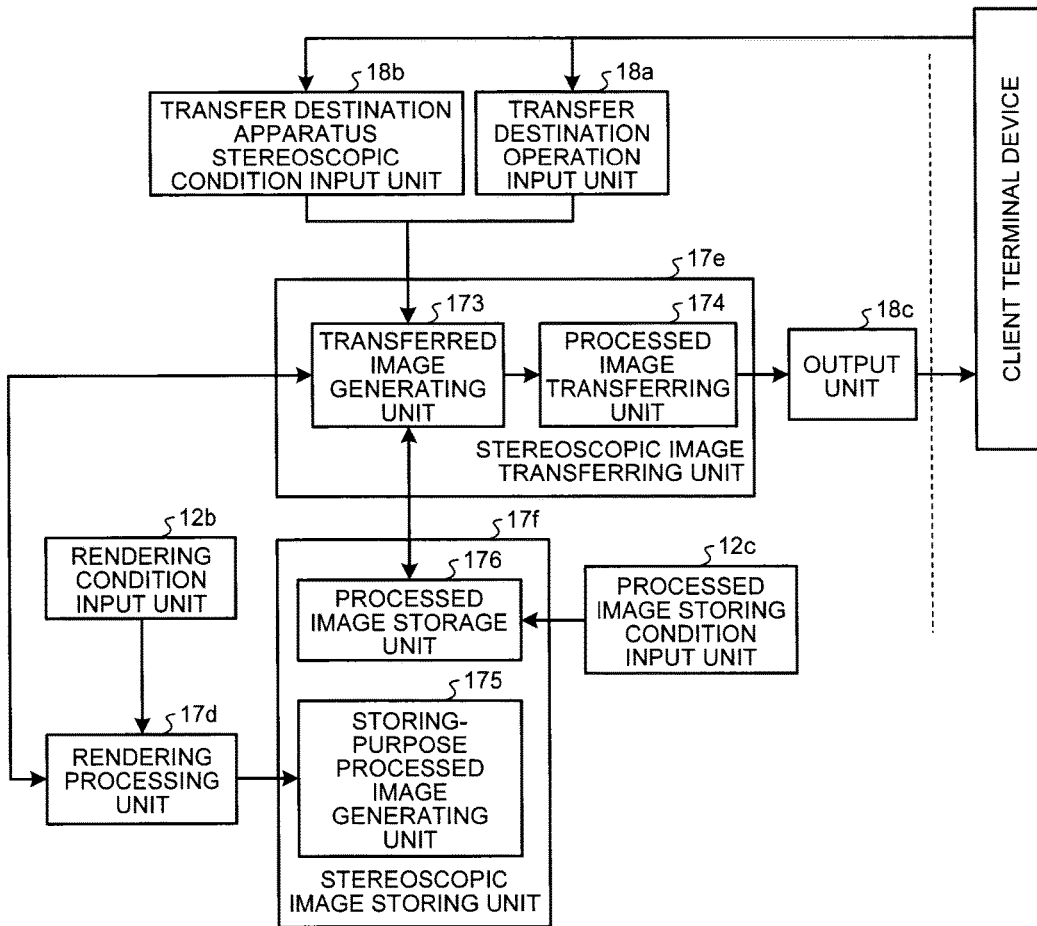 18b
TRANSFER DESTINATION
APPARATUS
STEREOSCOPIC
CONDITION INPUT UNIT
18a
TRANSFER
DESTINATION
OPERATION
INPUT UNIT
CLIENT TERMINAL DEVICE
17e
173
TRANSFERRED
IMAGE
GENERATING
UNIT
174
PROCESSED
IMAGE
TRANSFERRING
UNIT
18c
OUTPUT
UNIT
STEREOSCOPIC IMAGE
TRANSFERRING UNIT
12b
RENDERING
CONDITION
INPUT UNIT
17f
176
PROCESSED
IMAGE STORAGE
UNIT
12c
PROCESSED
IMAGE STORING
CONDITION
INPUT UNIT
17d
RENDERING
PROCESSING
UNIT
175
STORING-
PURPOSE
PROCESSED
IMAGE
GENERATING
UNIT
STEREOSCOPIC
IMAGE STORING UNIT